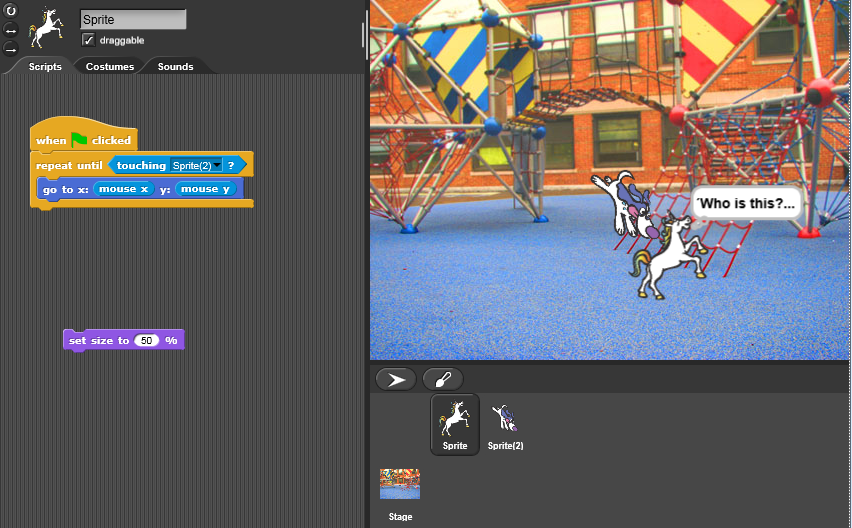 Sprite
draggable
Scripts Costumes Sounds
when clicked
repeat until touching Sprite(2) ?
go to x: mouse x y: mouse y
set size to 50 %
'Who is this?...
Sprite Sprite(2)
Stage